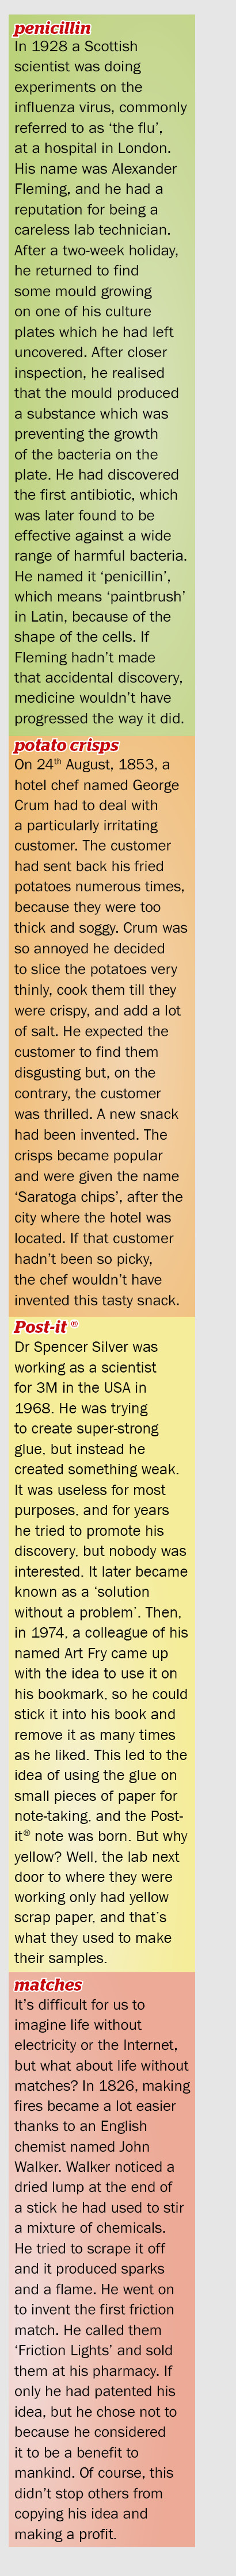 penicillin
In 1928 a Scottish
scientist was doing
experiments on the
influenza virus, commonly
referred to as ‘the flu’,
at a hospital in London.
His name was Alexander
Fleming, and he had a
reputation for being a
careless lab technician.
After a two-week holiday,
he returned to find
some mould growing
on one of his culture
plates which he had left
uncovered. After closer
inspection, he realised
that the mould produced
a substance which was
preventing the growth
of the bacteria on the
plate. He had discovered
the first antibiotic, which
was later found to be
effective against a wide
range of harmful bacteria.
He named it ‘penicillin’,
which means ‘paintbrush’
in Latin, because of the
shape of the cells. If
Fleming hadn’t made
that accidental discovery,
medicine wouldn’t have
progressed the way it did.
potato crisps
On 24th August, 1853, a
hotel chef named George
Crum had to deal with
a particularly irritating
customer. The customer
had sent back his fried
potatoes numerous times,
because they were too
thick and soggy. Crum was
so annoyed he decided
to slice the potatoes very
thinly, cook them till they
were crispy, and add a lot
of salt. He expected the
customer to find them
disgusting but, on the
contrary, the customer
was thrilled. A new snack
had been invented. The
crisps became popular
and were given the name
‘Saratoga chips’, after the
city where the hotel was
located. If that customer
hadn’t been so picky,
the chef wouldn’t have
invented this tasty snack.
Post-it ®
Dr Spencer Silver was
working as a scientist
for 3M in the USA in
1968. He was trying
to create super-strong
glue, but instead he
created something weak.
It was useless for most
purposes, and for years
he tried to promote his
discovery, but nobody was
interested. It later became
known as a ‘solution
without a problem’. Then,
in 1974, a colleague of his
named Art Fry came up
with the idea to use it on
his bookmark, so he could
stick it into his book and
remove it as many times
as he liked. This led to the
idea of using the glue on
small pieces of paper for
note-taking, and the Post-
it® note was born. But why
yellow? Well, the lab next
door to where they were
working only had yellow
scrap paper, and that’s
what they used to make
their samples.
matches
It’s difficult for us to
imagine life without
electricity or the Internet,
but what about life without
matches? In 1826, making
fires became a lot easier
thanks to an English
chemist named John
Walker. Walker noticed a
dried lump at the end of
a stick he had used to stir
a mixture of chemicals.
He tried to scrape it off
and it produced sparks
and a flame. He went on
to invent the first friction
match. He called them
‘Friction Lights’ and sold
them at his pharmacy. If
only he had patented his
idea, but he chose not to
because he considered
it to be a benefit to
mankind. Of course, this
didn’t stop others from
copying his idea and
making a profit.